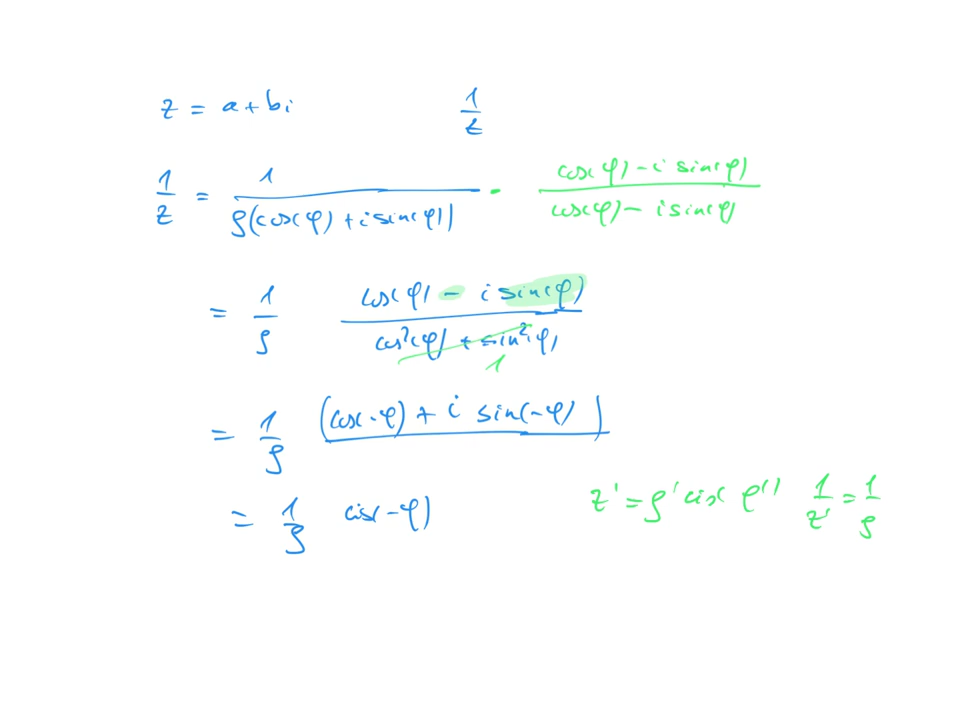 z = a + bi   1/z
1/z = 1/(ρ(cos(φ) + i sin(φ))) · (cos(φ) - i sin(φ))/(cos(φ) - i sin(φ)
= 1/ρ (cos(φ) - i sin(φ))/(cos²(φ) + sin²(φ)) 1
= 1/ρ (cos(-φ) + i sin(-φ))
= 1/ρ cis(-φ)   z' = ρ' cis(φ')   1/z' = 1/ρ